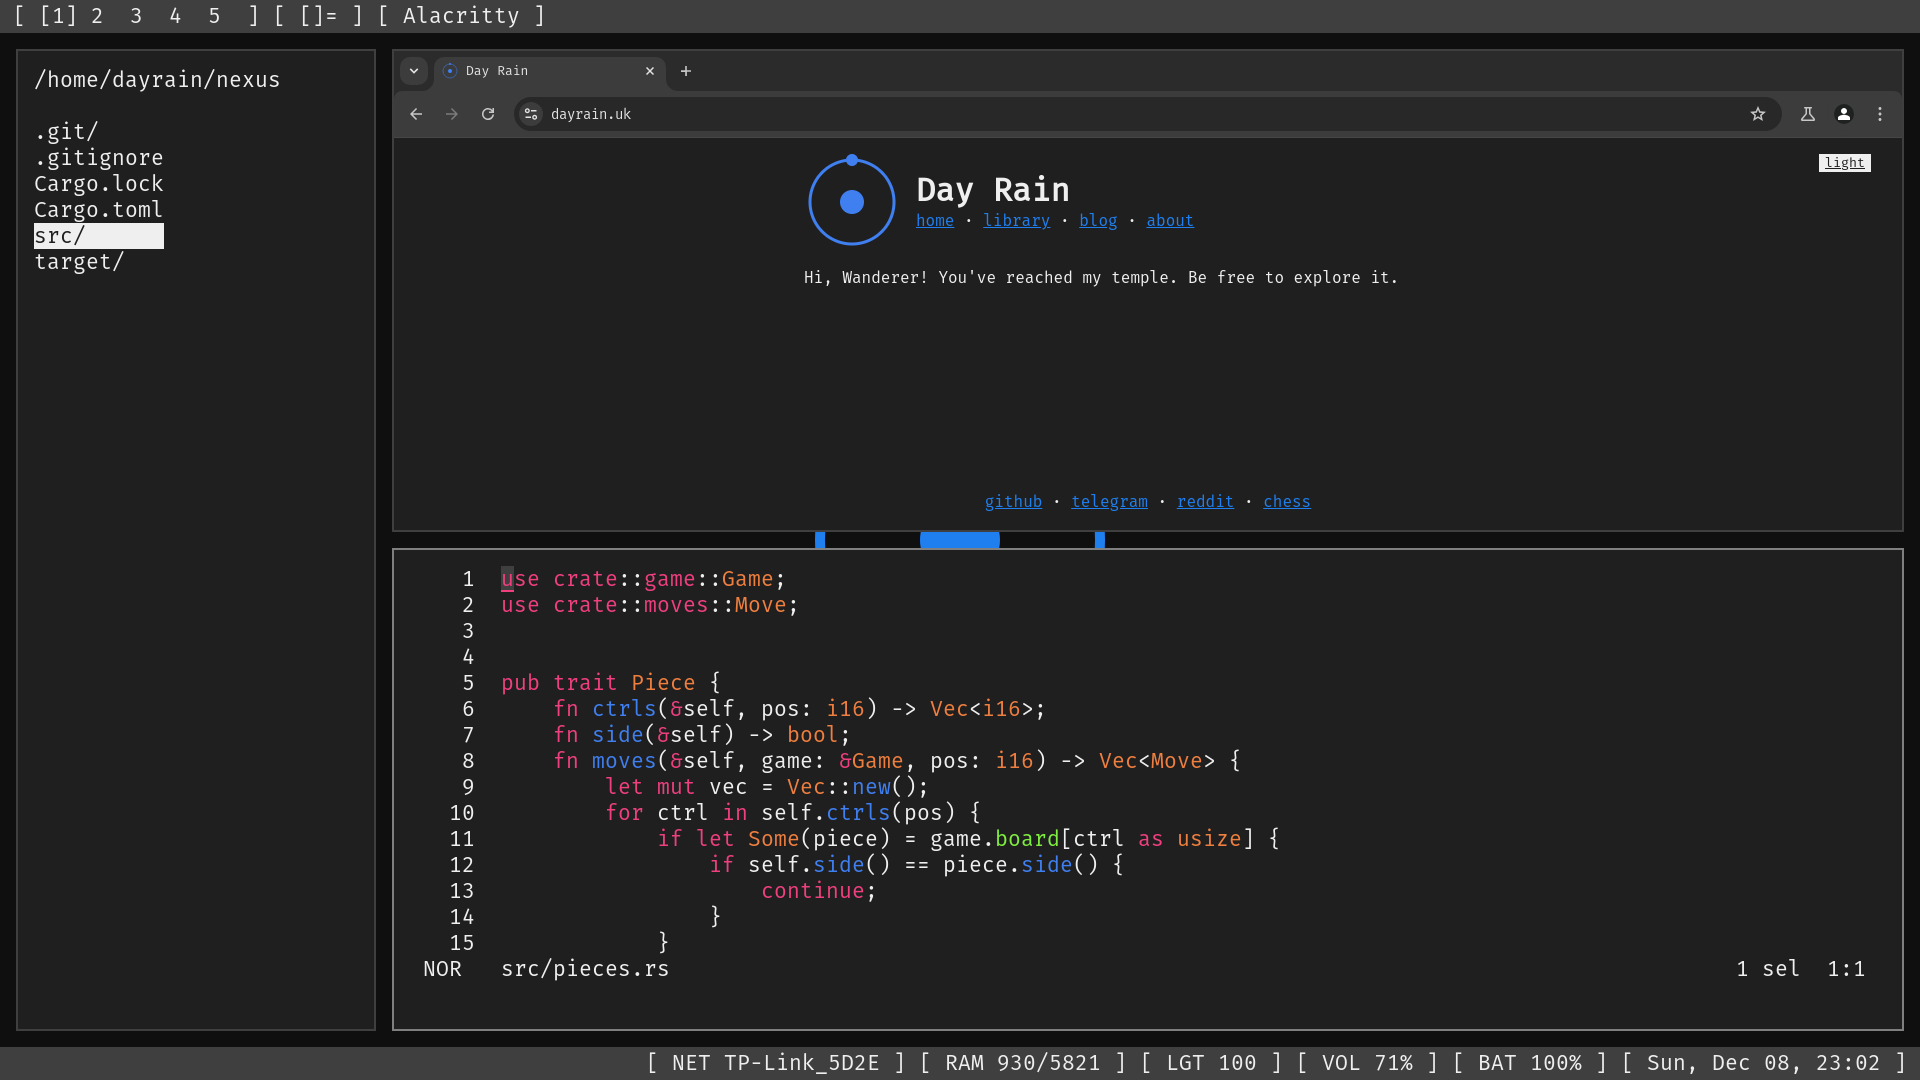 [ [1] 2 3 4 5 ] [ []= ] [ Alacritty ]
/home/dayrain/nexus
.git/
.gitignore
Cargo.lock
Cargo.toml
src/
target/
Day Rain
dayrain.uk
light
Day Rain
home · library · blog · about
Hi, Wanderer! You've reached my temple. Be free to explore it.
github · telegram · reddit · chess
1 use crate::game::Game;
2 use crate::moves::Move;
3
4
5 pub trait Piece {
6     fn ctrls(&self, pos: i16) -> Vec<i16>;
7     fn side(&self) -> bool;
8     fn moves(&self, game: &Game, pos: i16) -> Vec<Move> {
9         let mut vec = Vec::new();
10         for ctrl in self.ctrls(pos) {
11             if let Some(piece) = game.board[ctrl as usize] {
12                 if self.side() == piece.side() {
13                     continue;
14                 }
15             }
NOR src/pieces.rs 1 sel 1:1
[ NET TP-Link_5D2E ] [ RAM 930/5821 ] [ LGT 100 ] [ VOL 71% ] [ BAT 100% ] [ Sun, Dec 08, 23:02 ]